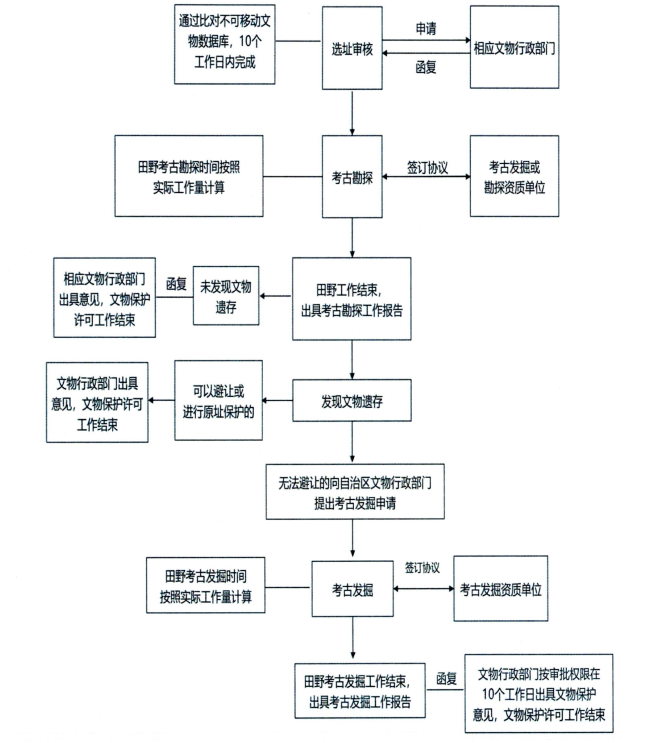 通过比对不可移动文
物数据库，10个
工作日内完成
选址审核
申请
函复
相应文物行政部门
田野考古勘探时间按照
实际工作量计算
考古勘探
签订协议
考古发掘或
勘探资质单位
相应文物行政部门
出具意见，文物保护
许可工作结束
函复
未发现文物
遗存
田野工作结束，
出具考古勘探工作报告
文物行政部门出具
意见，文物保护许可
工作结束
可以避让或
进行原址保护的
发现文物遗存
无法避让的向自治区文物行政部门
提出考古发掘申请
田野考古发掘时间
按照实际工作量计算
考古发掘
签订协议
考古发掘资质单位
田野考古发掘工作结束，
出具考古发掘工作报告
函复
文物行政部门按审批权限在
10个工作日出具文物保护
意见，文物保护许可工作结束